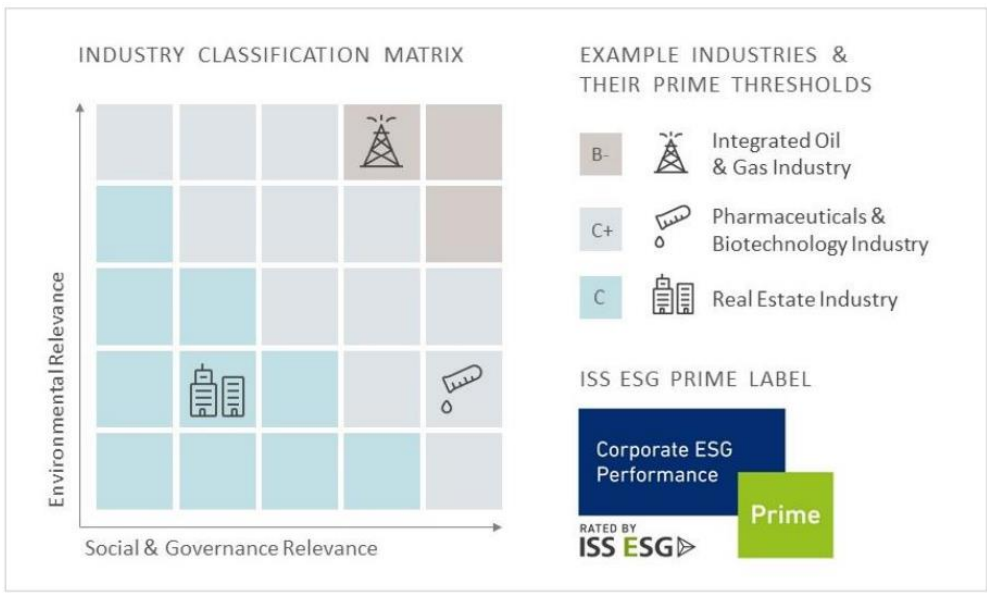 INDUSTRY CLASSIFICATION MATRIX
Environmental Relevance
Social & Governance Relevance
EXAMPLE INDUSTRIES &
THEIR PRIME THRESHOLDS
B-
Integrated Oil
& Gas Industry
C+
Pharmaceuticals &
Biotechnology Industry
C
Real Estate Industry
ISS ESG PRIME LABEL
Corporate ESG
Performance
Prime
RATED BY
ISS ESG